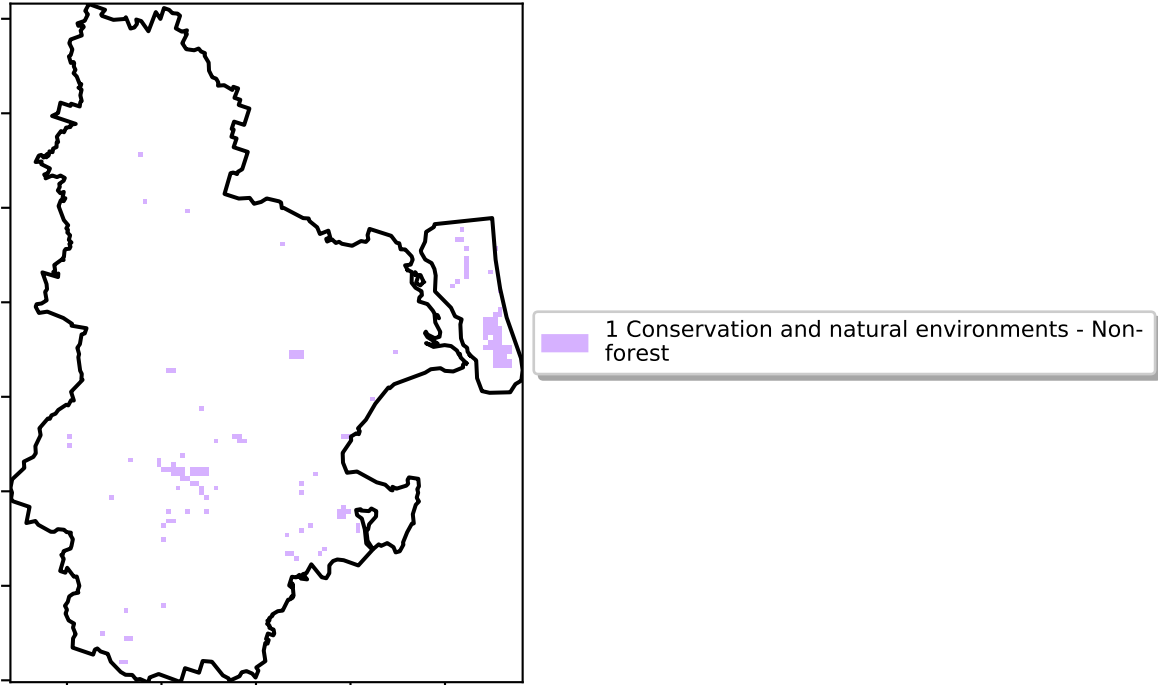 1 Conservation and natural environments - Non-
forest